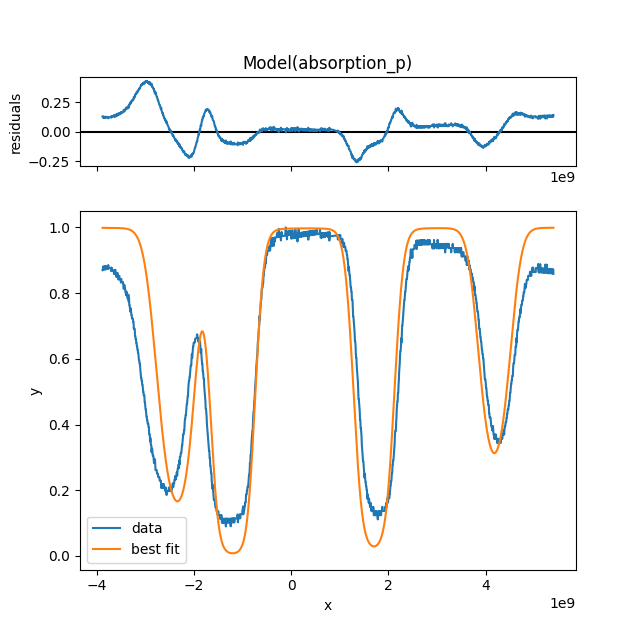 Model(absorption_p)
residuals
0.25
0.00
−0.25
1e9
y
1.0
0.8
0.6
0.4
0.2
0.0
data
best fit
−4
−2
0
2
4
x
1e9